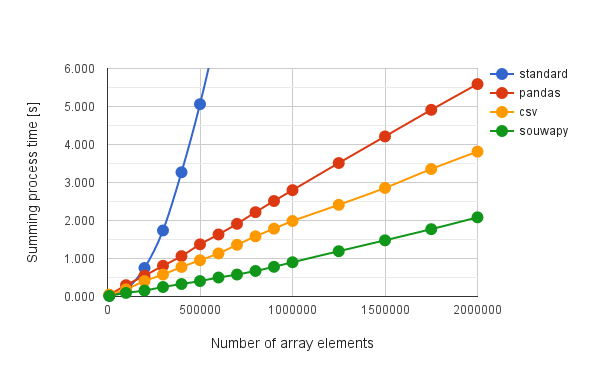 6.000
5.000
4.000
3.000
2.000
1.000
0.000
Summing process time [s]
0
500000
1000000
1500000
2000000
Number of array elements
standard
pandas
csv
souwapy